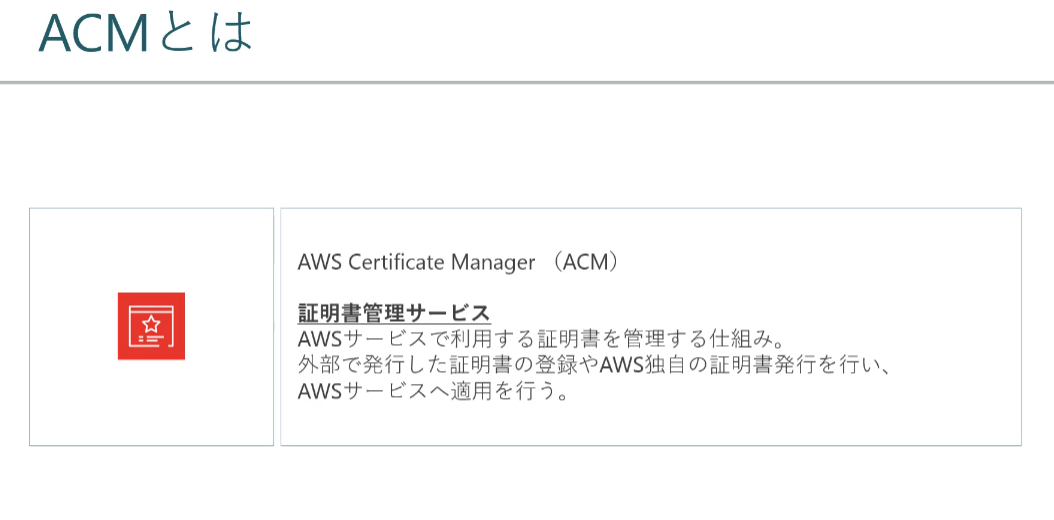 ACMとは
AWS Certificate Manager （ACM）
証明書管理サービス
AWSサービスで利用する証明書を管理する仕組み。
外部で発行した証明書の登録やAWS独自の証明書発行を行い、
AWSサービスへ適用を行う。